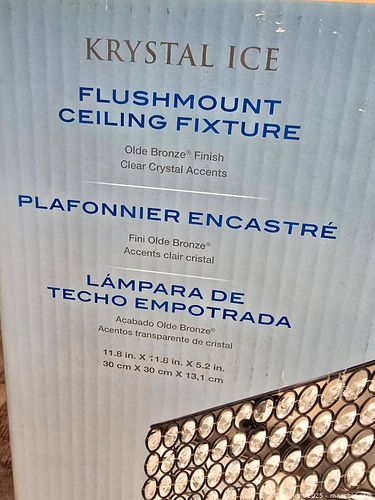 KRYSTAL ICE
FLUSHMOUNT
CEILING FIXTURE
Olde Bronze® Finish
Clear Crystal Accents
PLAFONNIER ENCASTRÉ
Fini Olde Bronze®
Accents clair cristal
LÁMPARA DE
TECHO EMPOTRADA
Acabado Olde Bronze®
Acentos transparente de cristal
11.8 in. X 11.8 in. X 5.2 in.
30 cm X 30 cm X 13,1 cm